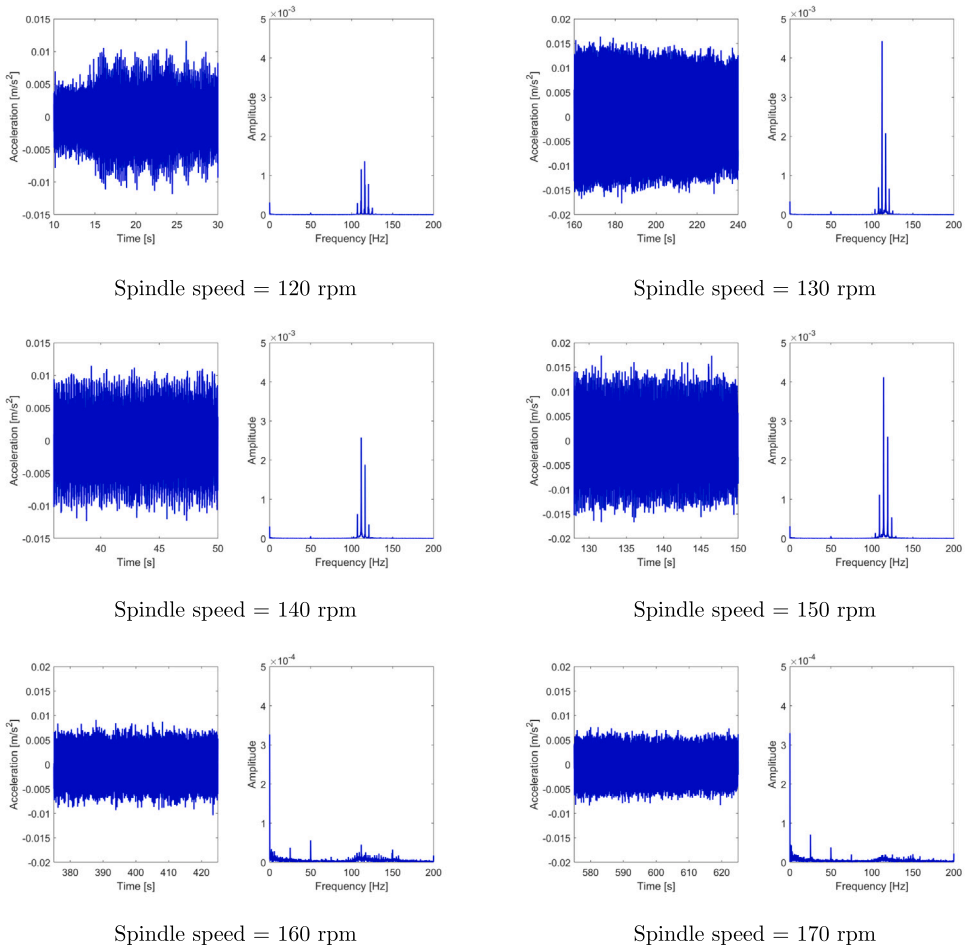 0.015
0.01
0.005
0
-0.005
-0.01
-0.015
Acceleration [m/s2]
10 15 20 25 30
Time [s]
×10-3
5
4
3
2
1
0
Amplitude
0 50 100 150 200
Frequency [Hz]
Spindle speed = 120 rpm
0.02
0.015
0.01
0.005
0
-0.005
-0.01
-0.015
-0.02
Acceleration [m/s2]
160 180 200 220 240
Time [s]
×10-3
5
4
3
2
1
0
Amplitude
0 50 100 150 200
Frequency [Hz]
Spindle speed = 130 rpm
0.015
0.01
0.005
0
-0.005
-0.01
-0.015
Acceleration [m/s2]
40 45 50
Time [s]
×10-3
5
4
3
2
1
0
Amplitude
0 50 100 150 200
Frequency [Hz]
Spindle speed = 140 rpm
0.02
0.015
0.01
0.005
0
-0.005
-0.01
-0.015
-0.02
Acceleration [m/s2]
130 135 140 145 150
Time [s]
×10-3
5
4
3
2
1
0
Amplitude
0 50 100 150 200
Frequency [Hz]
Spindle speed = 150 rpm
0.02
0.015
0.01
0.005
0
-0.005
-0.01
-0.015
-0.02
Acceleration [m/s2]
380 390 400 410 420
Time [s]
×10-4
5
4
3
2
1
0
Amplitude
0 50 100 150 200
Frequency [Hz]
Spindle speed = 160 rpm
0.02
0.015
0.01
0.005
0
-0.005
-0.01
-0.015
-0.02
Acceleration [m/s2]
580 590 600 610 620
Time [s]
×10-4
5
4
3
2
1
0
Amplitude
0 50 100 150 200
Frequency [Hz]
Spindle speed = 170 rpm